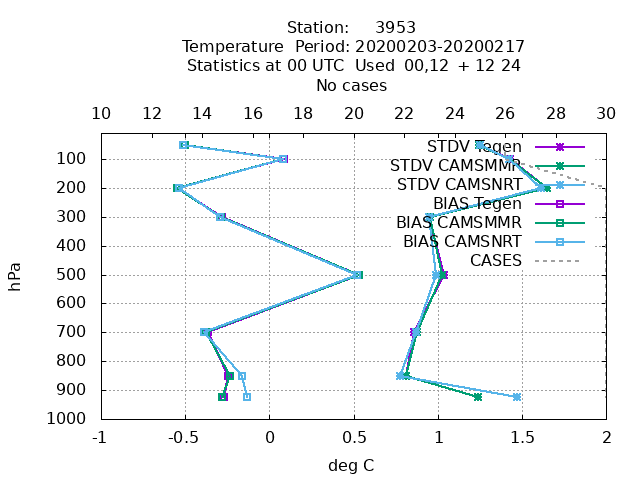 Station: 3953
Temperature Period: 20200203-20200217
Statistics at 00 UTC Used 00,12 + 12 24
No cases
10 12 14 16 18 20 22 24 26 28 30
STDV Tegen
100
STDV CAMSMMR
STDV CAMSNRT
200
BIAS Tegen
300
BIAS CAMSMMR
BIAS CAMSNRT
400
CASES
500
hPa
600
700
800
900
1000
-1 -0.5 0 0.5 1 1.5 2
deg C